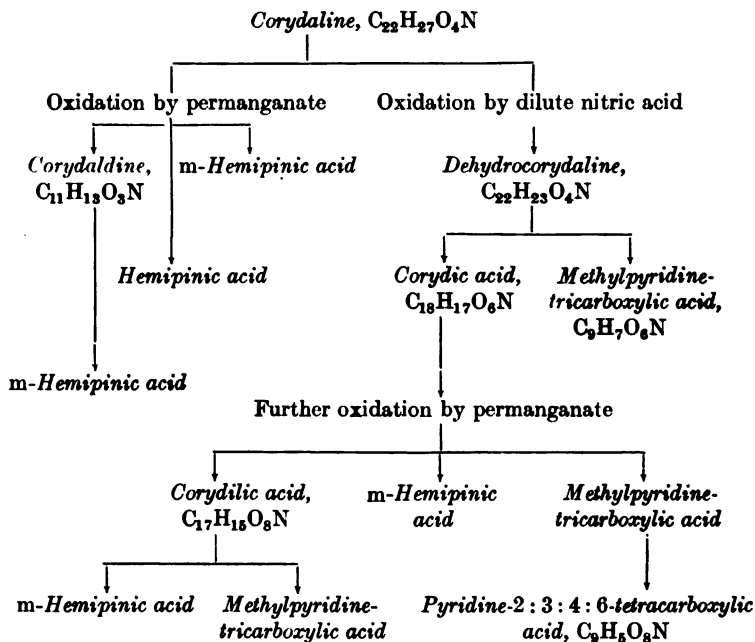 Corydaline, C₂₂H₂₇O₄N
Oxidation by permanganate
Oxidation by dilute nitric acid
Corydaldine,
C₁₁H₁₃O₃N
m-Hemipinic acid
Dehydrocorydaline,
C₂₂H₂₃O₄N
Hemipinic acid
Corydic acid,
C₁₈H₁₇O₆N
Methylpyridine-
tricarboxylic acid,
C₉H₇O₆N
m-Hemipinic acid
Further oxidation by permanganate
Corydilic acid,
C₁₇H₁₅O₈N
m-Hemipinic
acid
Methylpyridine-
tricarboxylic acid
m-Hemipinic acid
Methylpyridine-
tricarboxylic acid
Pyridine-2 : 3 : 4 : 6-tetracarboxylic
acid, C₉H₅O₈N